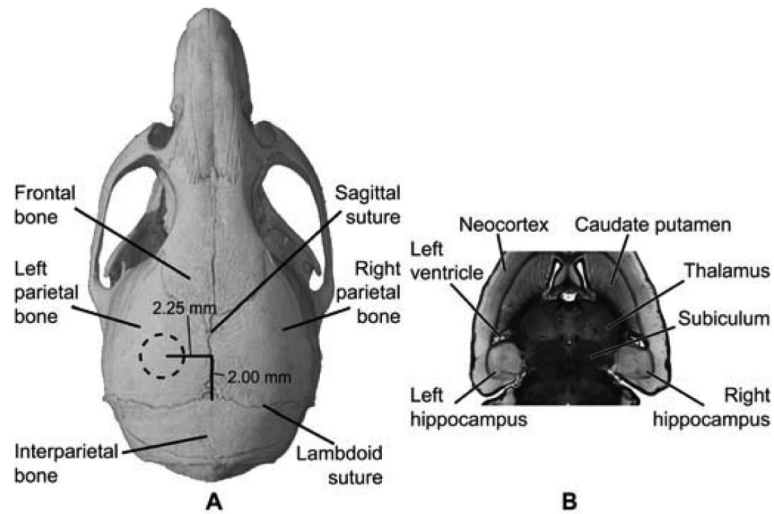 Frontal
bone
Sagittal
suture
Left
parietal
bone
Right
parietal
bone
2.25 mm
2.00 mm
Interparietal
bone
Lambdoid
suture
A
Neocortex
Caudate putamen
Left
ventricle
Thalamus
Subiculum
Left
hippocampus
Right
hippocampus
B